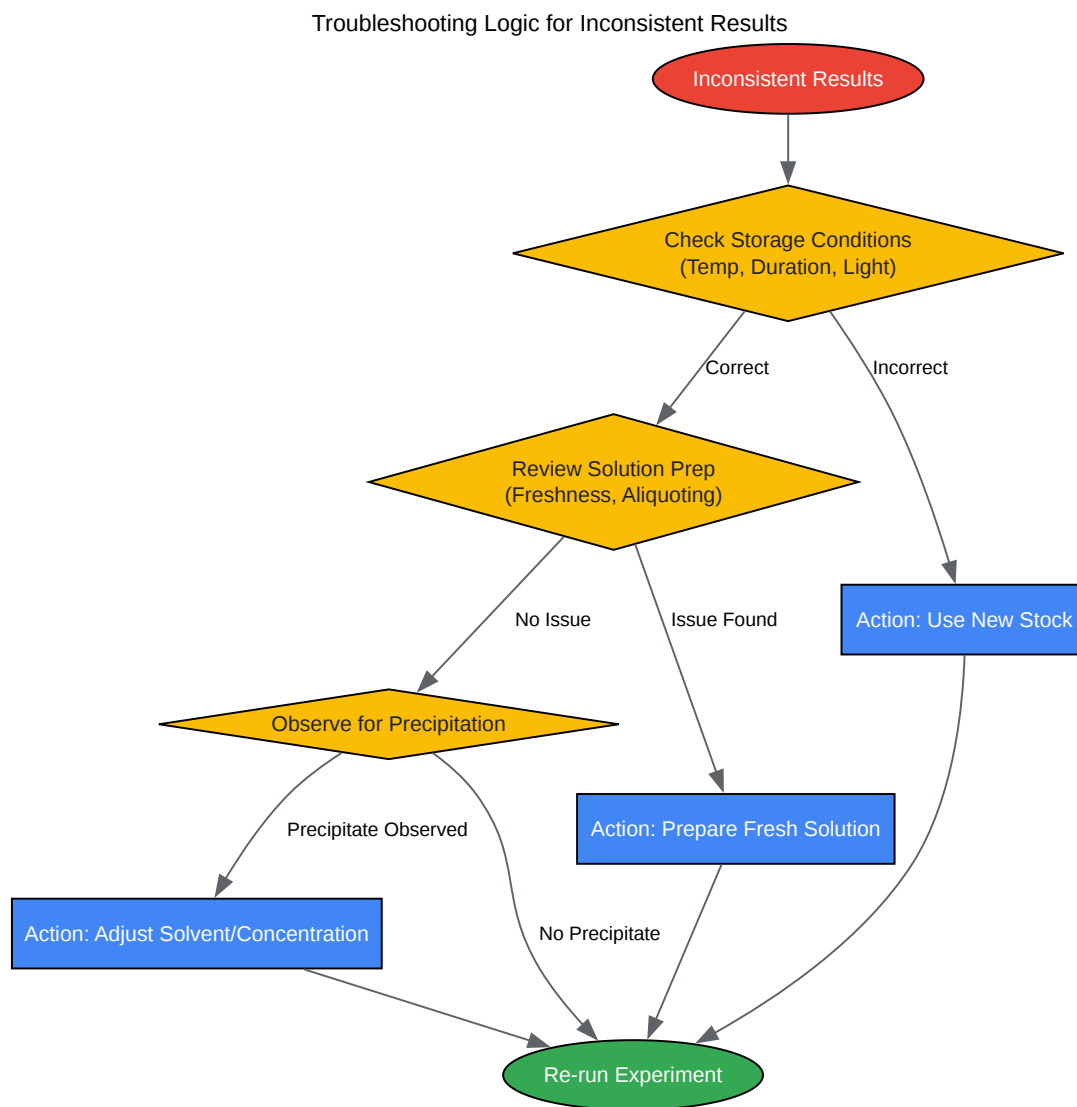 Troubleshooting Logic for Inconsistent Results
Inconsistent Results
Check Storage Conditions
(Temp, Duration, Light)
Correct
Incorrect
Review Solution Prep
(Freshness, Aliquoting)
No Issue
Issue Found
Action: Use New Stock
Observe for Precipitation
Precipitate Observed
Action: Prepare Fresh Solution
Action: Adjust Solvent/Concentration
No Precipitate
Re-run Experiment